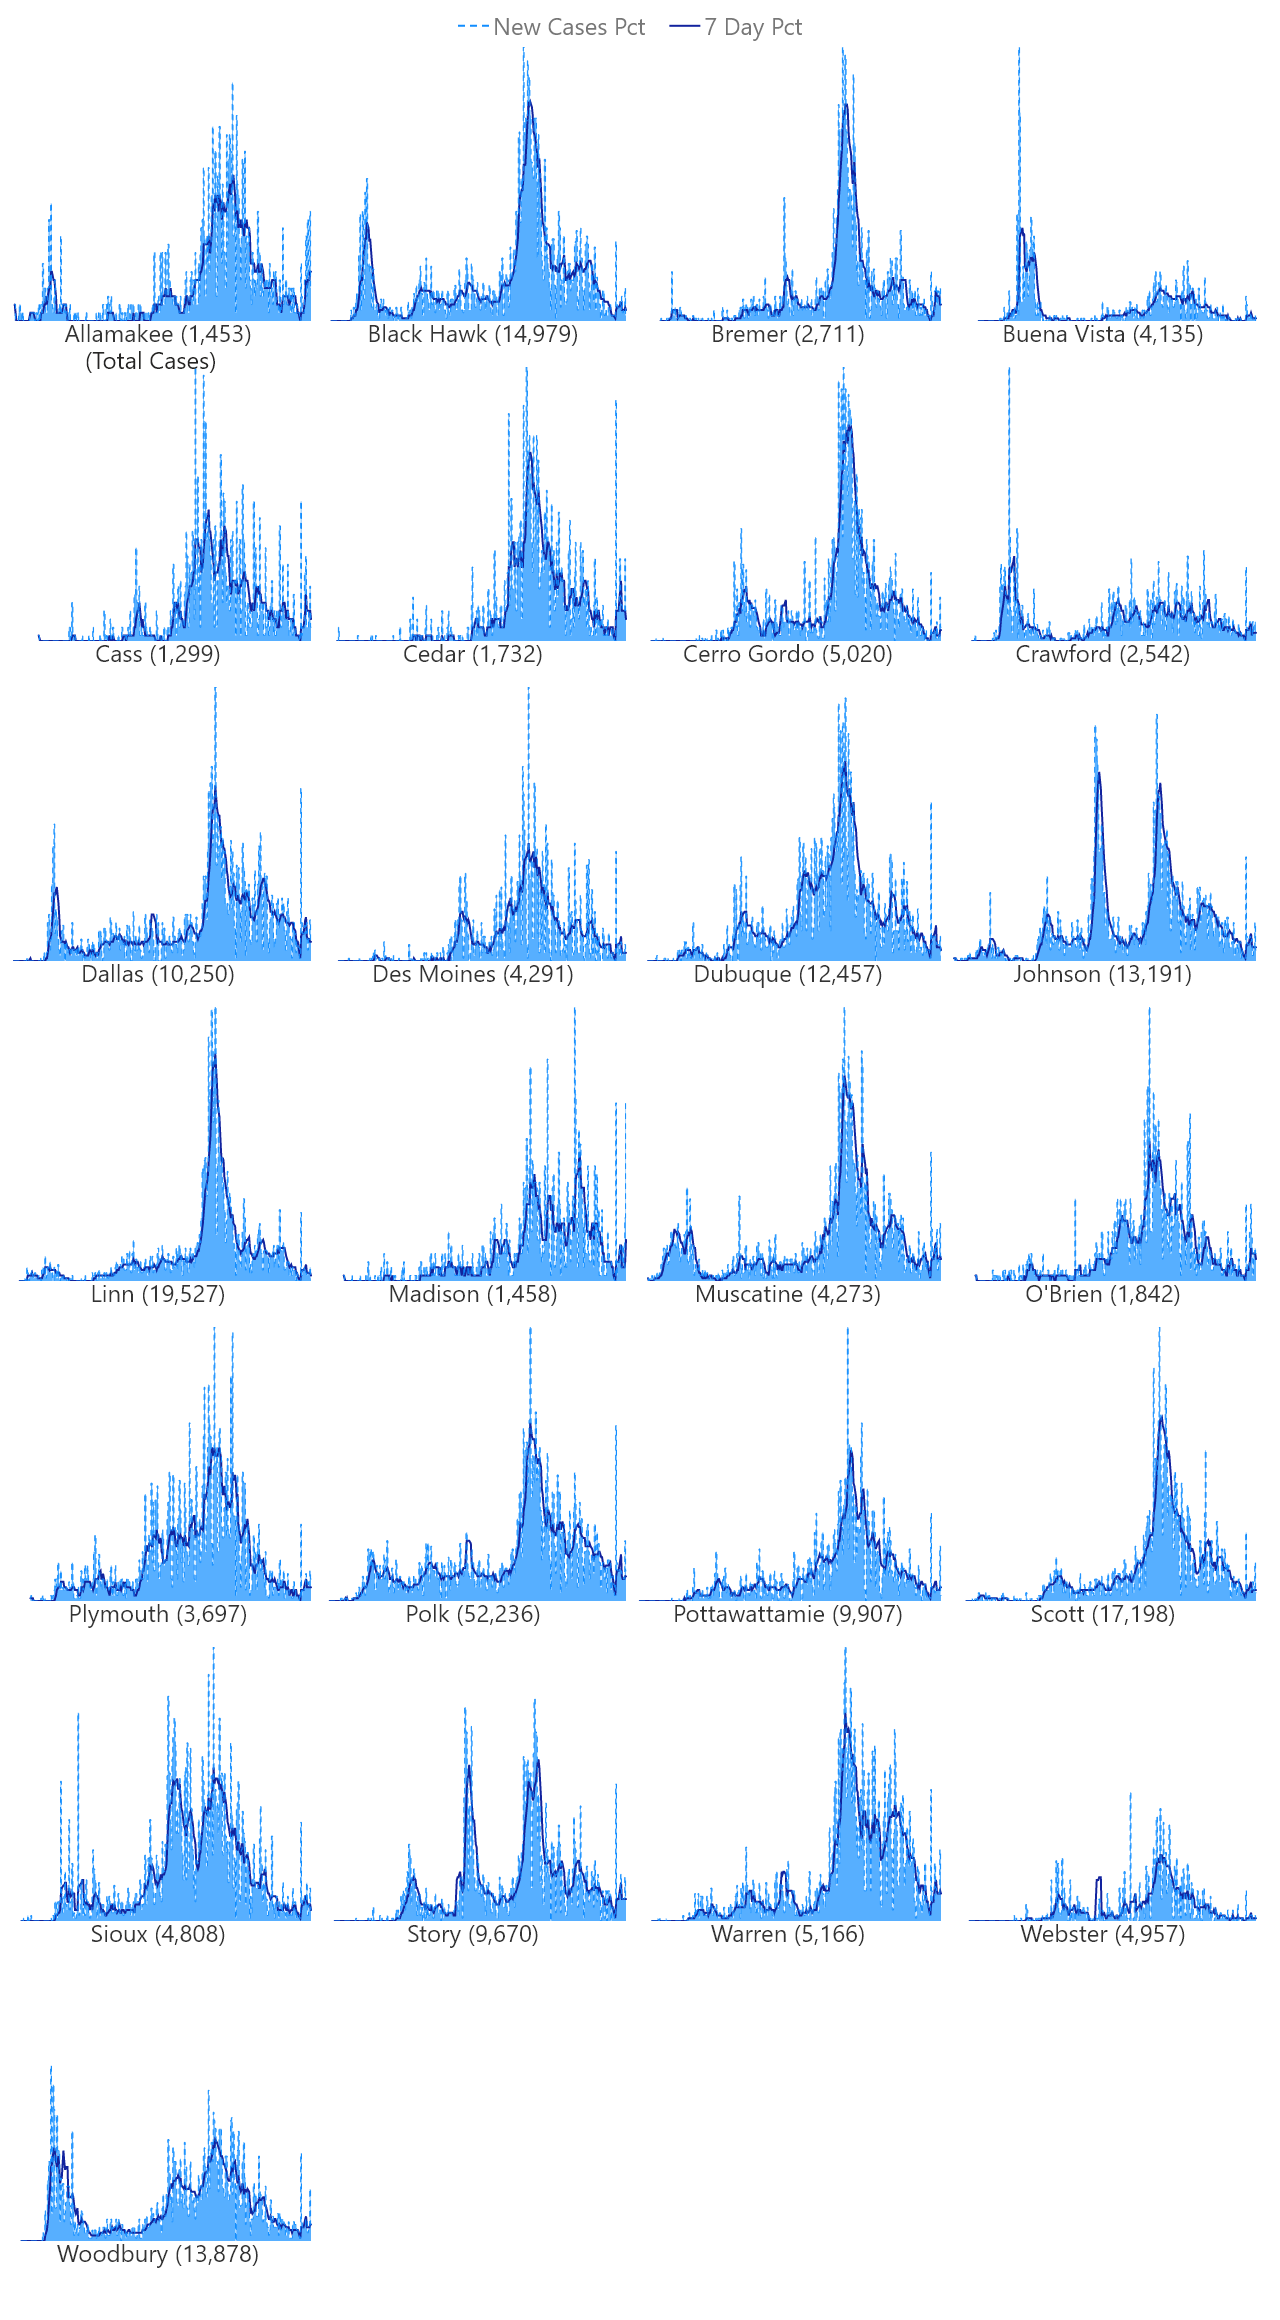 New Cases Pct 7 Day Pct
Allamakee (1,453)
(Total Cases)
Black Hawk (14,979)
Bremer (2,711)
Buena Vista (4,135)
Cass (1,299)
Cedar (1,732)
Cerro Gordo (5,020)
Crawford (2,542)
Dallas (10,250)
Des Moines (4,291)
Dubuque (12,457)
Johnson (13,191)
Linn (19,527)
Madison (1,458)
Muscatine (4,273)
O'Brien (1,842)
Plymouth (3,697)
Polk (52,236)
Pottawattamie (9,907)
Scott (17,198)
Sioux (4,808)
Story (9,670)
Warren (5,166)
Webster (4,957)
Woodbury (13,878)